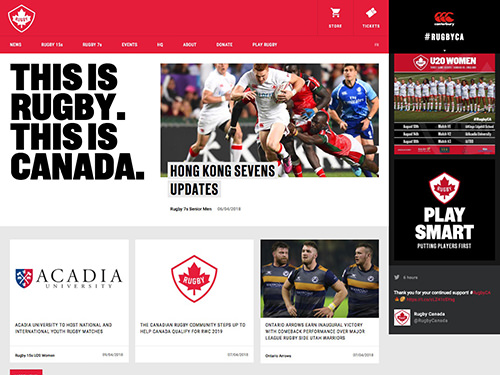 RUGBY
CANADA
STORE
TICKETS
NEWS
RUGBY 15s
RUGBY 7s
EVENTS
HQ
ABOUT
DONATE
PLAY RUGBY
FR
THIS IS
RUGBY.
THIS IS
CANADA.
HONG KONG SEVENS
UPDATES
Rugby 7s Senior Men 06/04/2018
ACADIA
UNIVERSITY
ACADIA UNIVERSITY TO HOST NATIONAL AND
INTERNATIONAL YOUTH RUGBY MATCHES
Rugby 15s U20 Women 09/04/2018
RUGBY
CANADA
THE CANADIAN RUGBY COMMUNITY STEPS UP TO
HELP CANADA QUALIFY FOR RWC 2019
07/04/2018
ONTARIO ARROWS EARN INAUGURAL VICTORY
WITH COMEBACK PERFORMANCE OVER MAJOR
LEAGUE RUGBY SIDE UTAH WARRIORS
Ontario Arrows 07/04/2018
canterbury
#RUGBYCA
U20 WOMEN
#RugbyCA
RUGBY
CANADA
PLAY
SMART
PUTTING PLAYERS FIRST
6 hours
Thank you for your continued support! #RugbyCA
Rugby Canada
@RugbyCanada